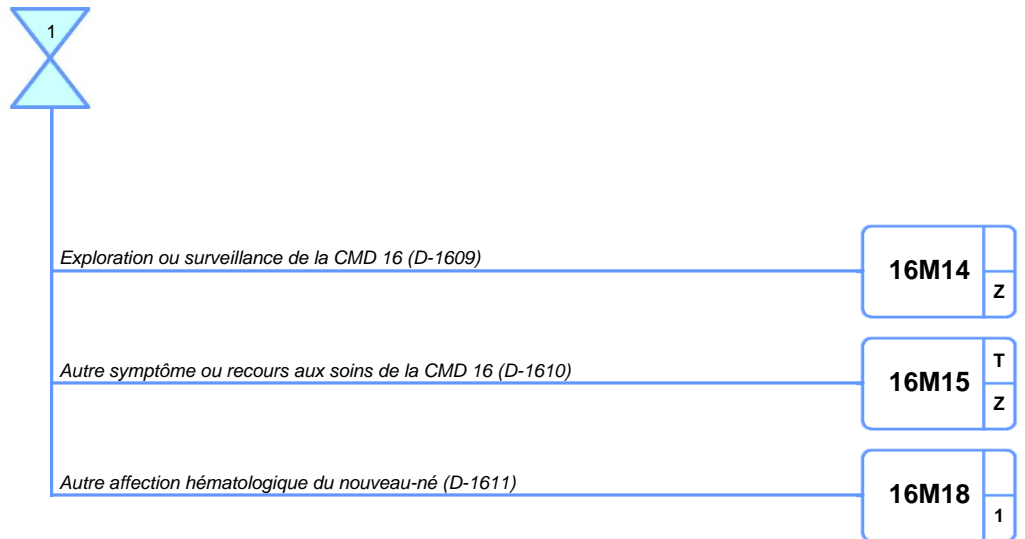 1
Exploration ou surveillance de la CMD 16 (D-1609)
16M14
Z
Autre symptôme ou recours aux soins de la CMD 16 (D-1610)
16M15
T
Z
Autre affection hématologique du nouveau-né (D-1611)
16M18
1